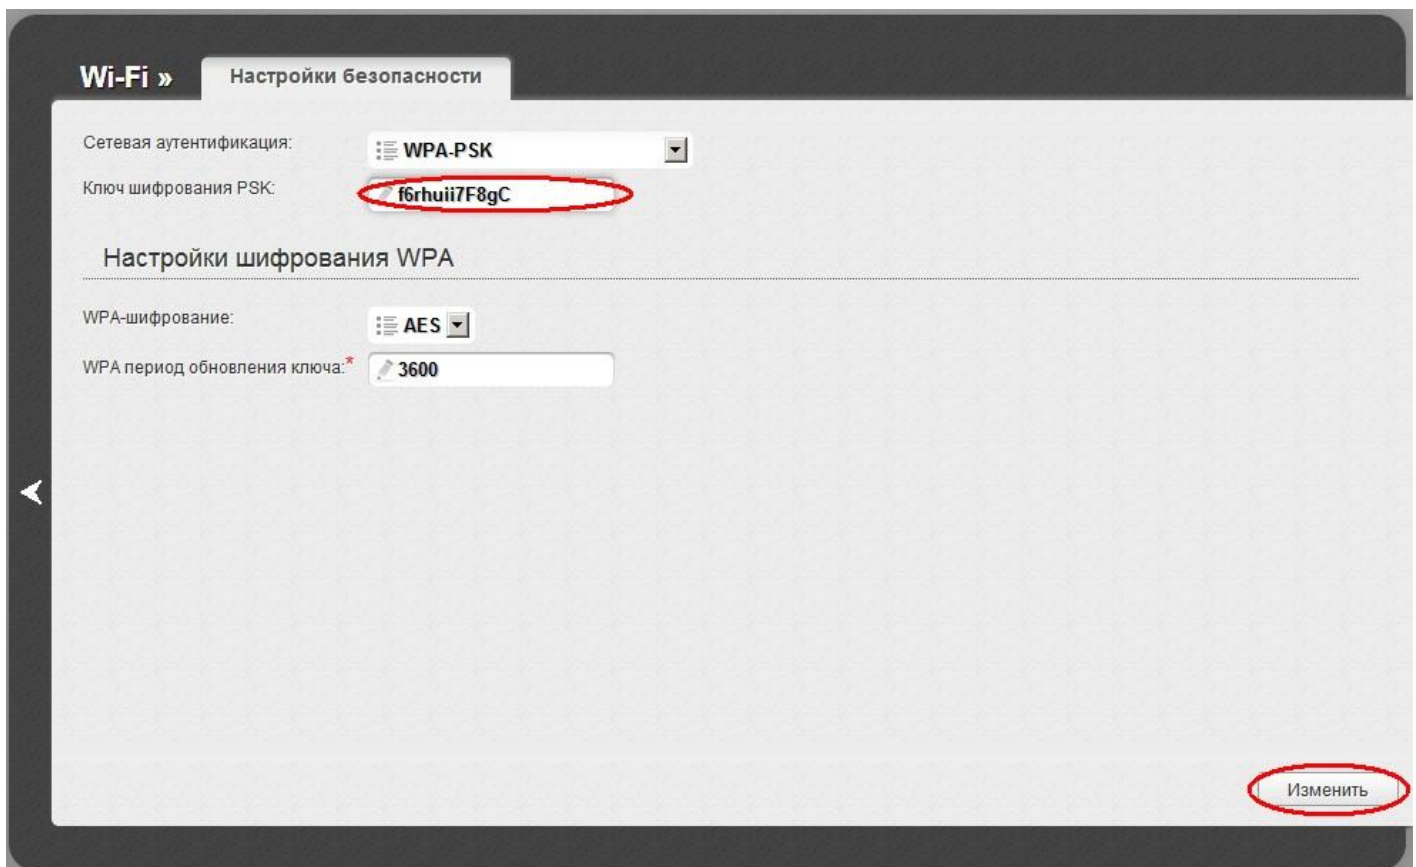 Wi-Fi »
Настройки безопасности
Сетевая аутентификация:
WPA-PSK
Ключ шифрования PSK:
f6rhuii7F8gC
Настройки шифрования WPA
WPA-шифрование:
AES
WPA период обновления ключа:*
3600
Изменить